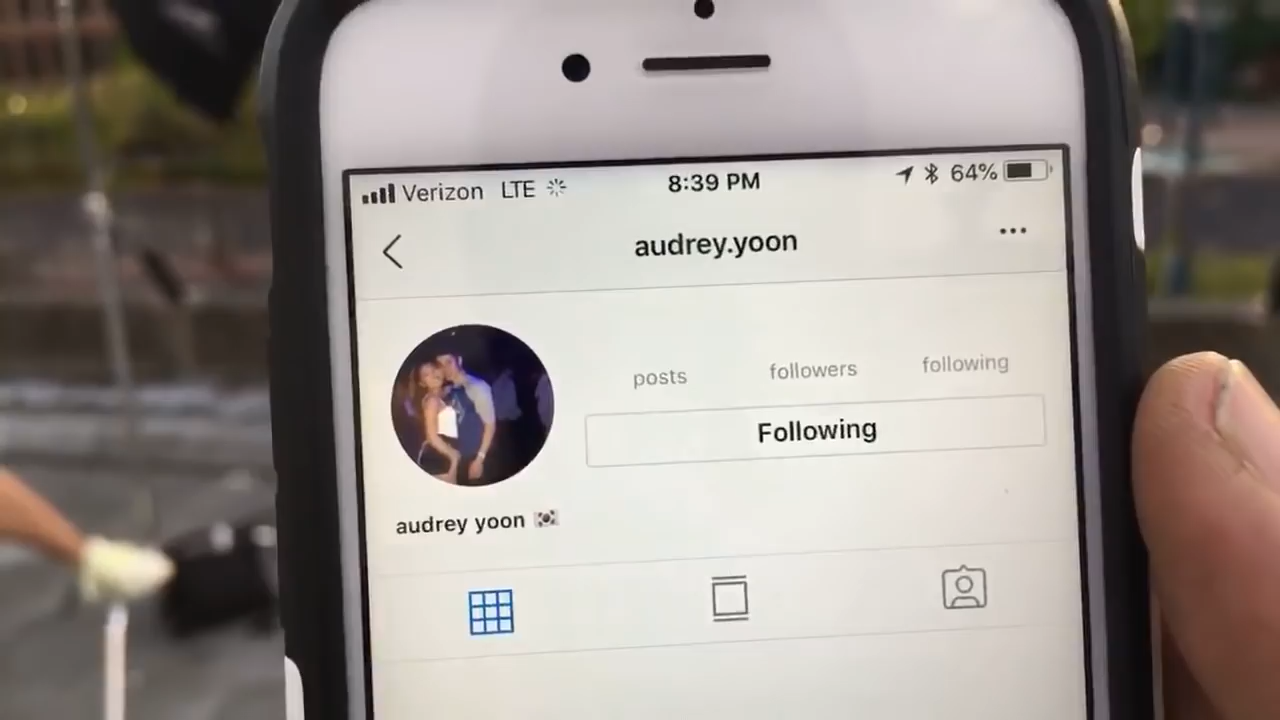 Verizon LTE 8:39 PM 64%
audrey.yoon
posts followers following
Following
audrey yoon 🇰🇷